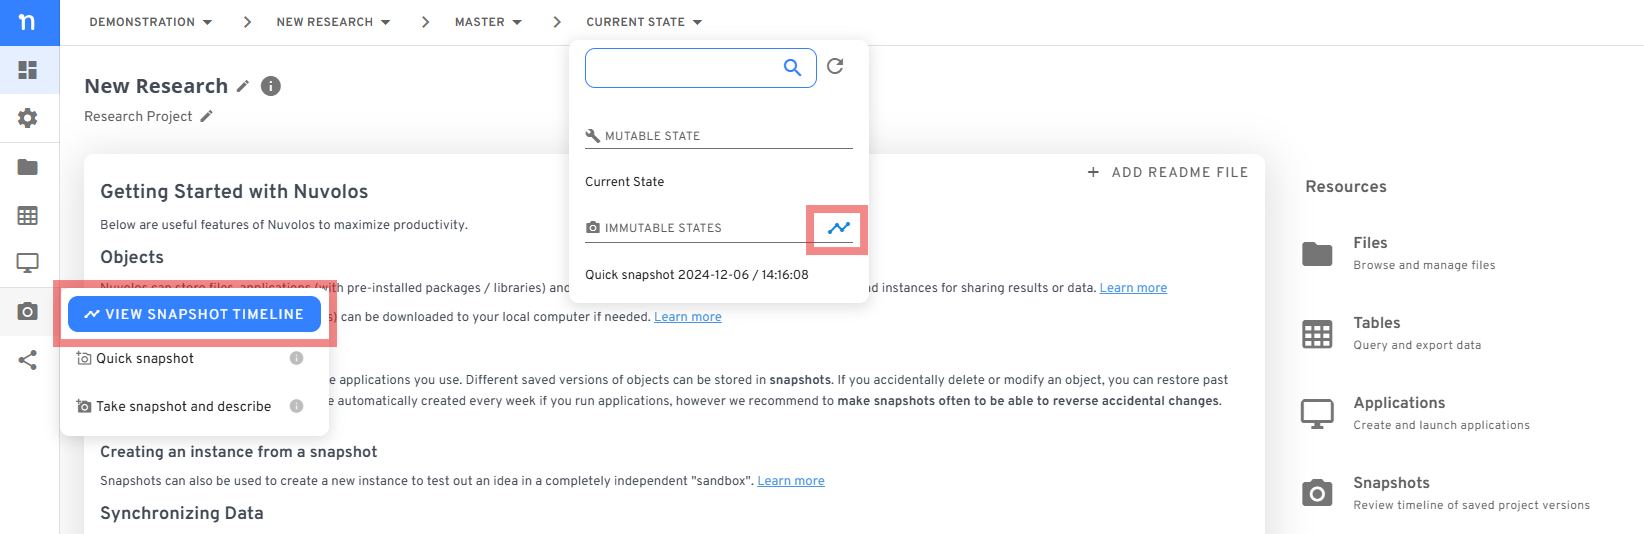 n
DEMONSTRATION
NEW RESEARCH
MASTER
CURRENT STATE
New Research
Research Project
MUTABLE STATE
Current State
IMMUTABLE STATES
Quick snapshot 2024-12-06 / 14:16:08
+ ADD README FILE
Getting Started with Nuvolos
Below are useful features of Nuvolos to maximize productivity.
Objects
Nuvolos can store files, applications (with pre-installed packages / libraries) and
d instances for sharing results or data. Learn more
VIEW SNAPSHOT TIMELINE
) can be downloaded to your local computer if needed. Learn more
Quick snapshot
Take snapshot and describe
e applications you use. Different saved versions of objects can be stored in snapshots. If you accidentally delete or modify an object, you can restore past
e automatically created every week if you run applications, however we recommend to make snapshots often to be able to reverse accidental changes.
Creating an instance from a snapshot
Snapshots can also be used to create a new instance to test out an idea in a completely independent "sandbox". Learn more
Synchronizing Data
Resources
Files
Browse and manage files
Tables
Query and export data
Applications
Create and launch applications
Snapshots
Review timeline of saved project versions